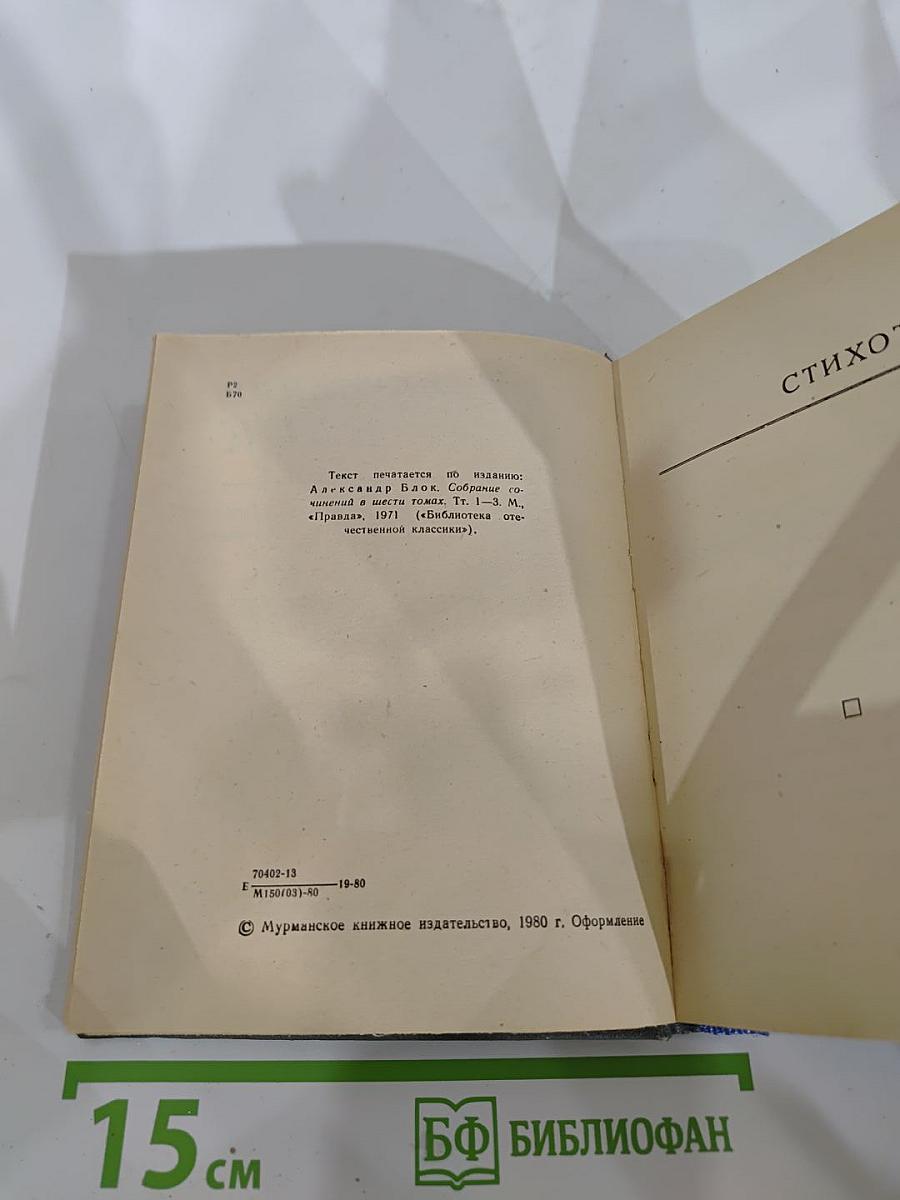 Р2
Б70
Текст печатается по изданию:
Александр Блок. Собрание со-
чинений в шести томах. Тт. 1—3. М.,
«Правда», 1971 («Библиотека оте-
чественной классики»).
70402-13
Е ——— 19-80
М150(03)-80
© Мурманское книжное издательство, 1980 г. Оформление
СТИХОТ
15 см
БФ БИБЛИОФАН